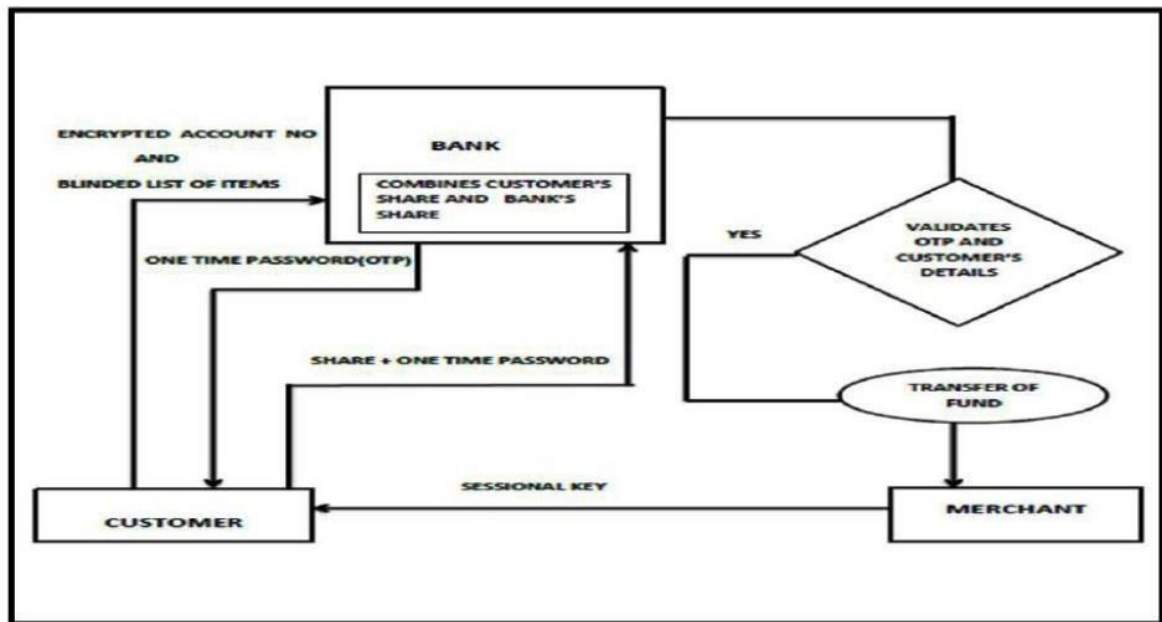 ENCRYPTED ACCOUNT NO
AND
BLINDED LIST OF ITEMS
BANK
COMBINES CUSTOMER'S
SHARE AND BANK'S
SHARE
ONE TIME PASSWORD(OTP)
YES
VALIDATES
OTP AND
CUSTOMER'S
DETAILS
SHARE + ONE TIME PASSWORD
TRANSFER OF
FUND
SESSIONAL KEY
CUSTOMER
MERCHANT